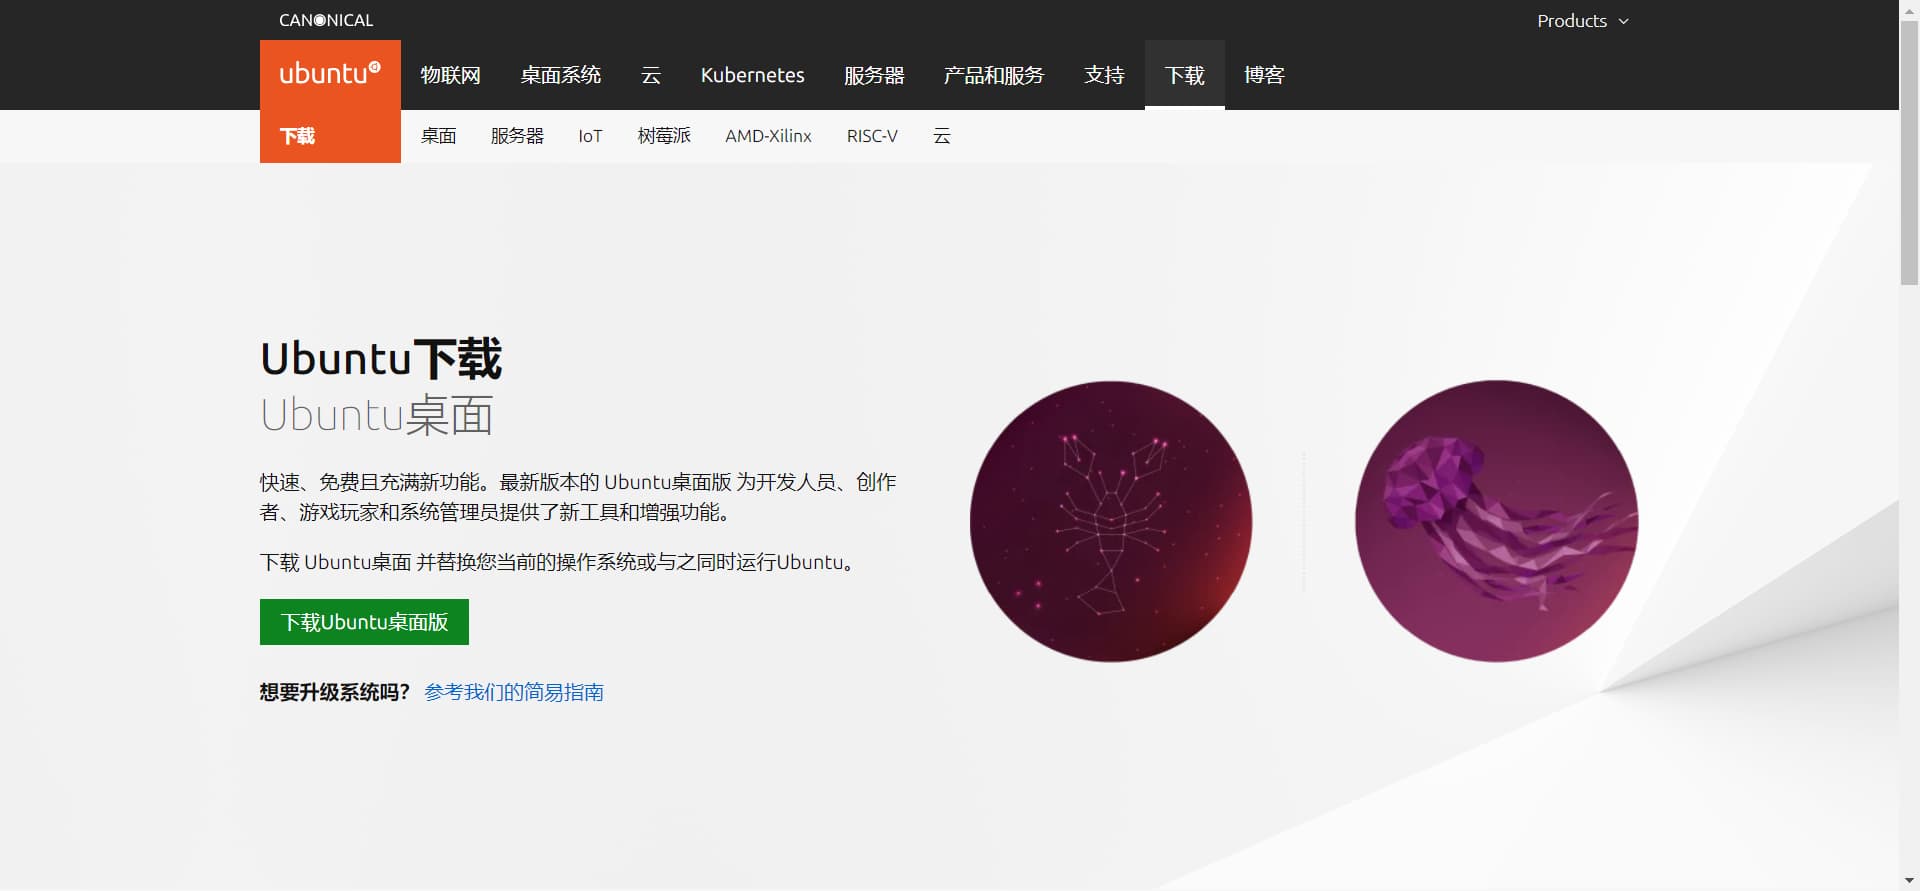 CANONICAL
Products
ubuntu
物联网 桌面系统 云 Kubernetes 服务器 产品和服务 支持 下载 博客
下载 桌面 服务器 IoT 树莓派 AMD-Xilinx RISC-V 云
Ubuntu下载
Ubuntu桌面
快速、免费且充满新功能。最新版本的 Ubuntu桌面版 为开发人员、创作
者、游戏玩家和系统管理员提供了新工具和增强功能。
下载 Ubuntu桌面 并替换您当前的操作系统或与之同时运行Ubuntu。
下载Ubuntu桌面版
想要升级系统吗? 参考我们的简易指南